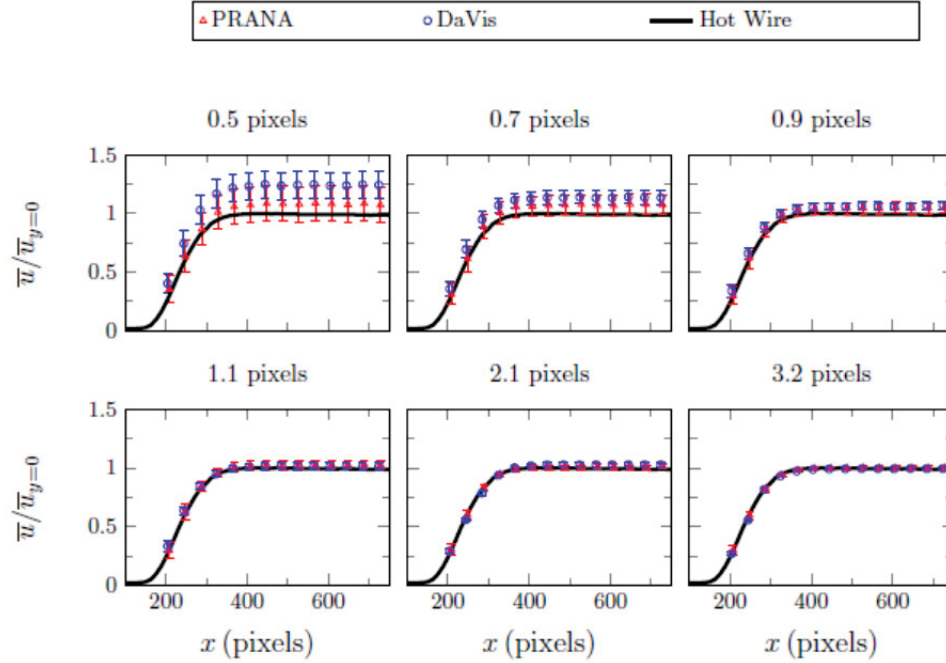 PRANA DaVis Hot Wire
0.5 pixels 0.7 pixels 0.9 pixels
1.5
1
0.5
0
u̅/u̅y=0
1.1 pixels 2.1 pixels 3.2 pixels
1.5
1
0.5
0
u̅/u̅y=0
200 400 600 200 400 600 200 400 600
x (pixels) x (pixels) x (pixels)